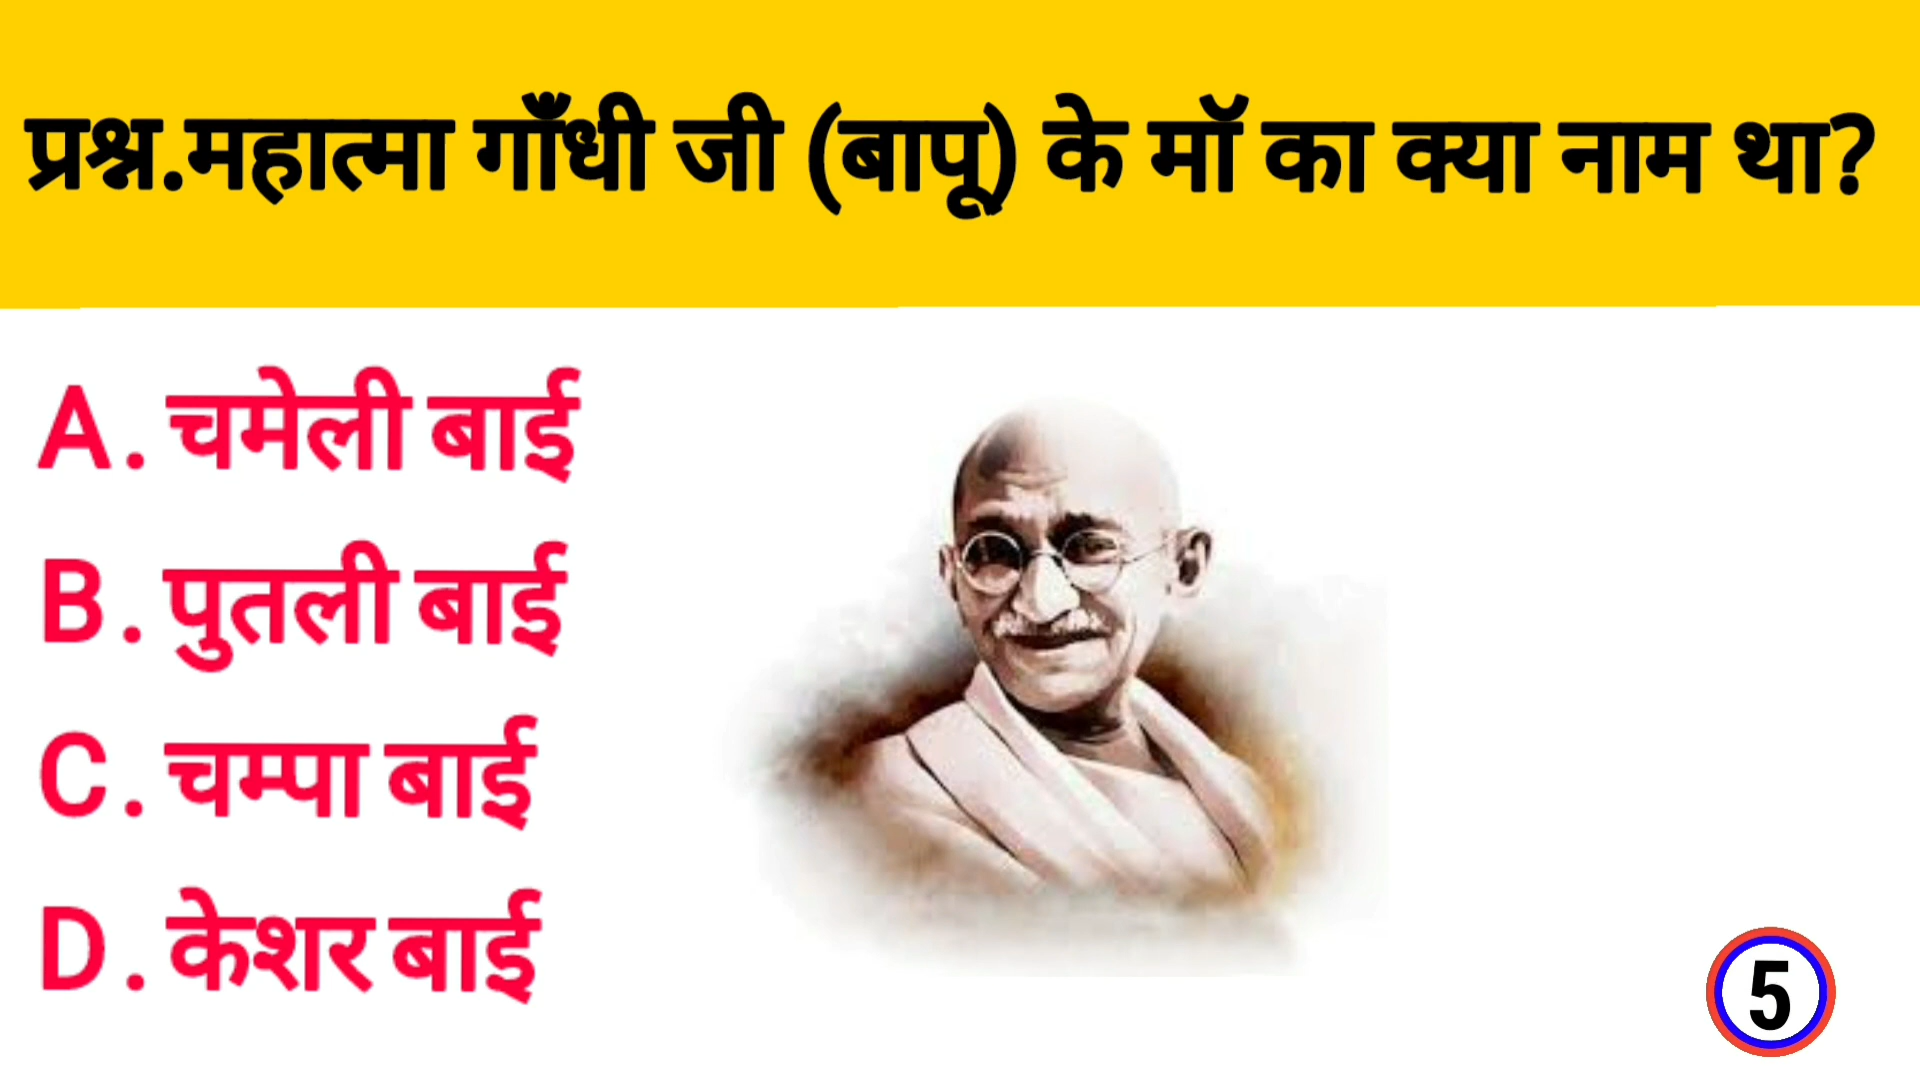 प्रश्न.महात्मा गाँधी जी (बापू) के मॉ का क्या नाम था?
A. चमेली बाई
B. पुतली बाई
C. चम्पा बाई
D. केशर बाई
5